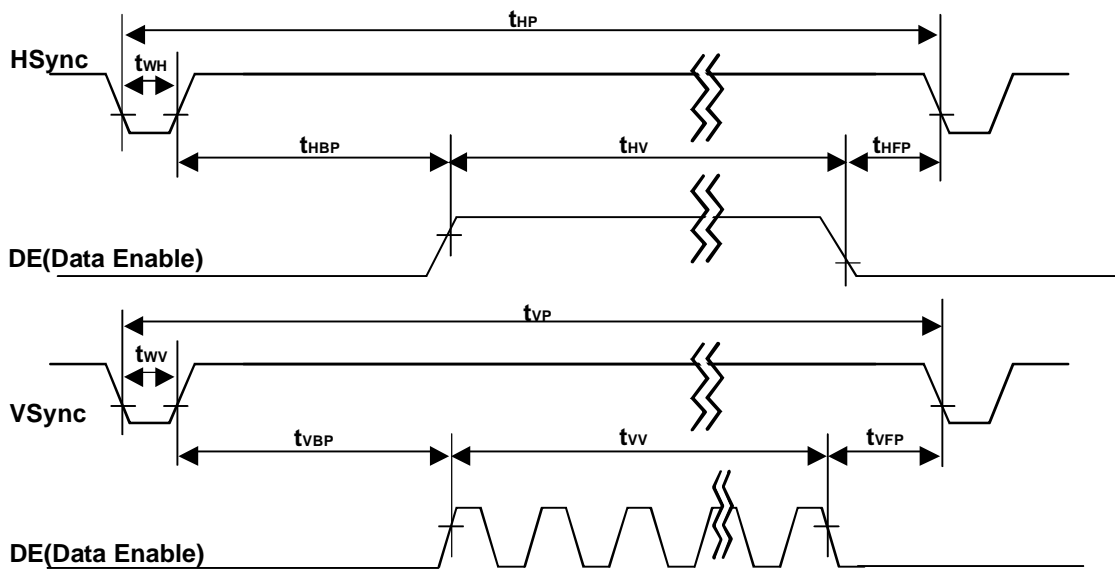 tHP
HSync
tWH
tHBP
tHV
tHFP
DE(Data Enable)
tVP
tWV
VSync
tVBP
tVV
tVFP
DE(Data Enable)